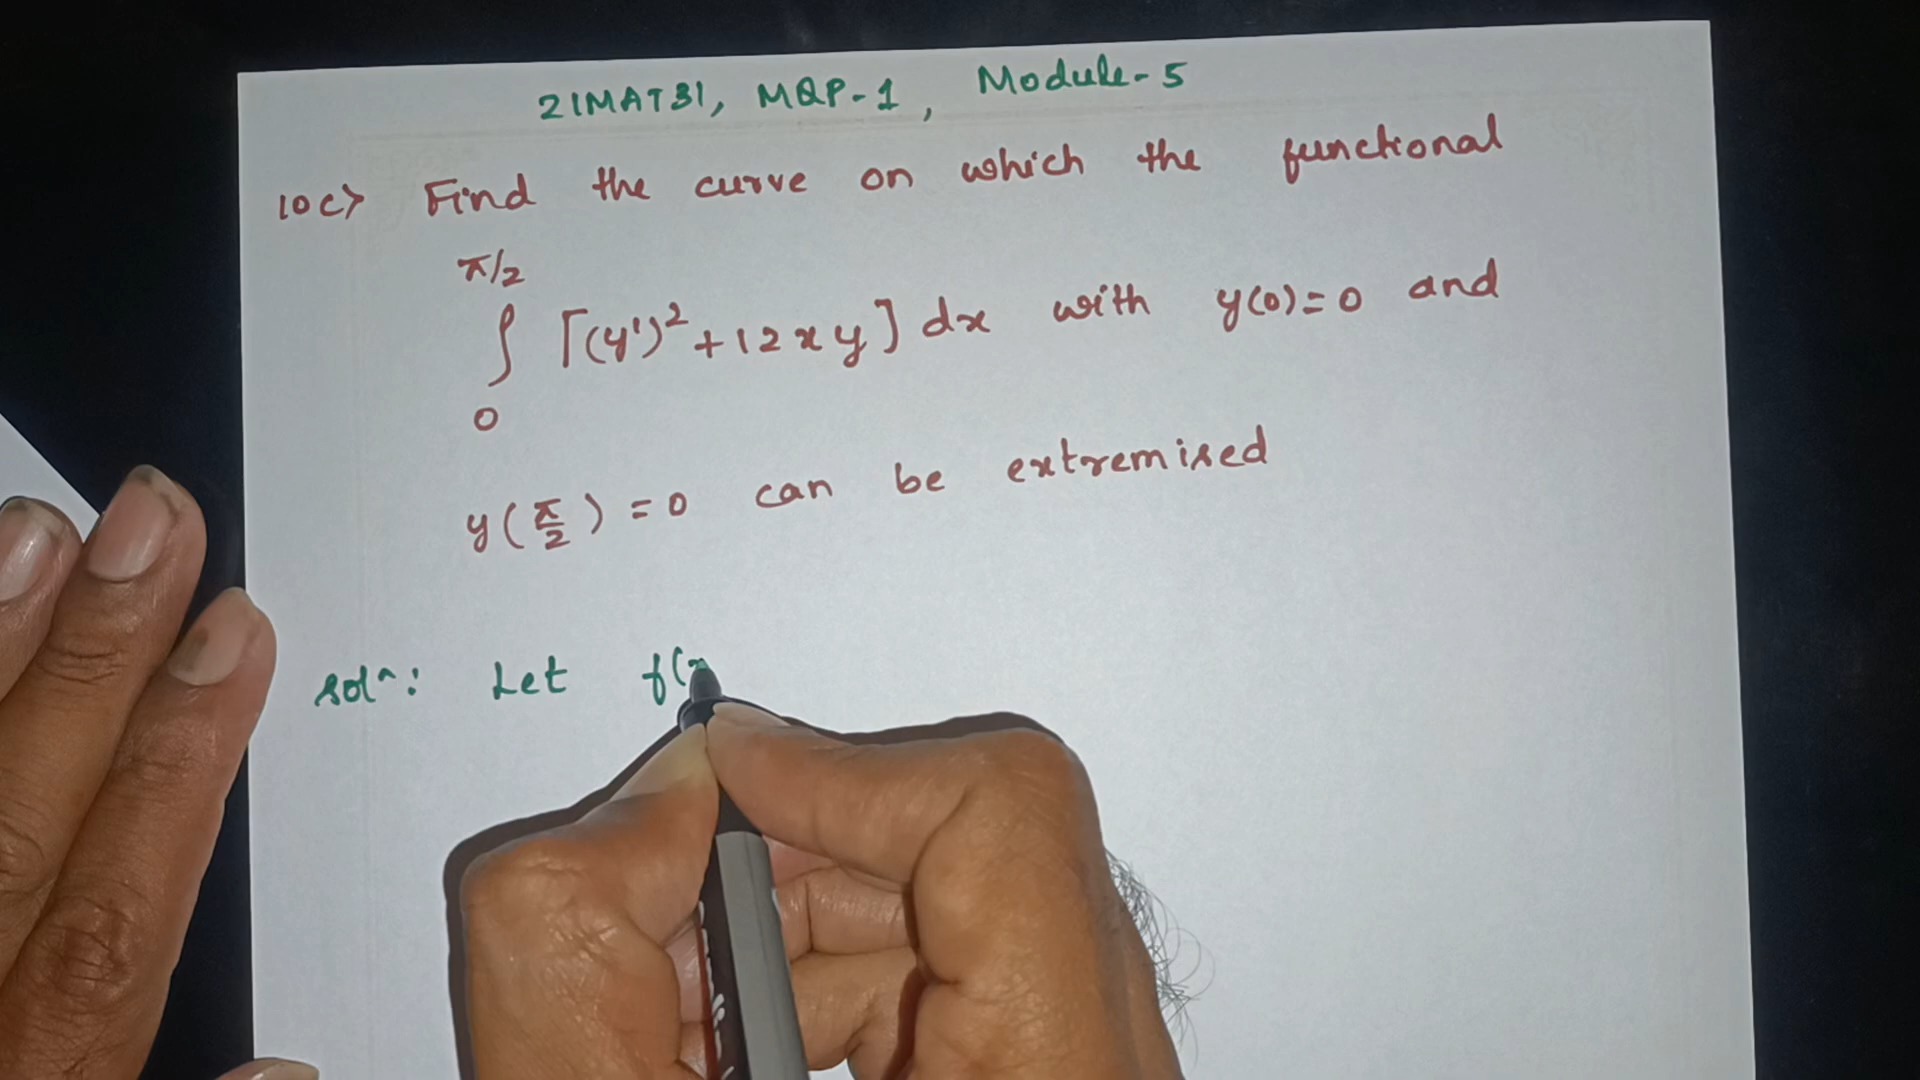 21MAT31, MQP-1, Module-5
10c> Find the curve on which the functional
π/2
∫ [(y')²+12xy] dx with y(0)=0 and
0
y(π/2)=0 can be extremised
Solⁿ: Let f(x